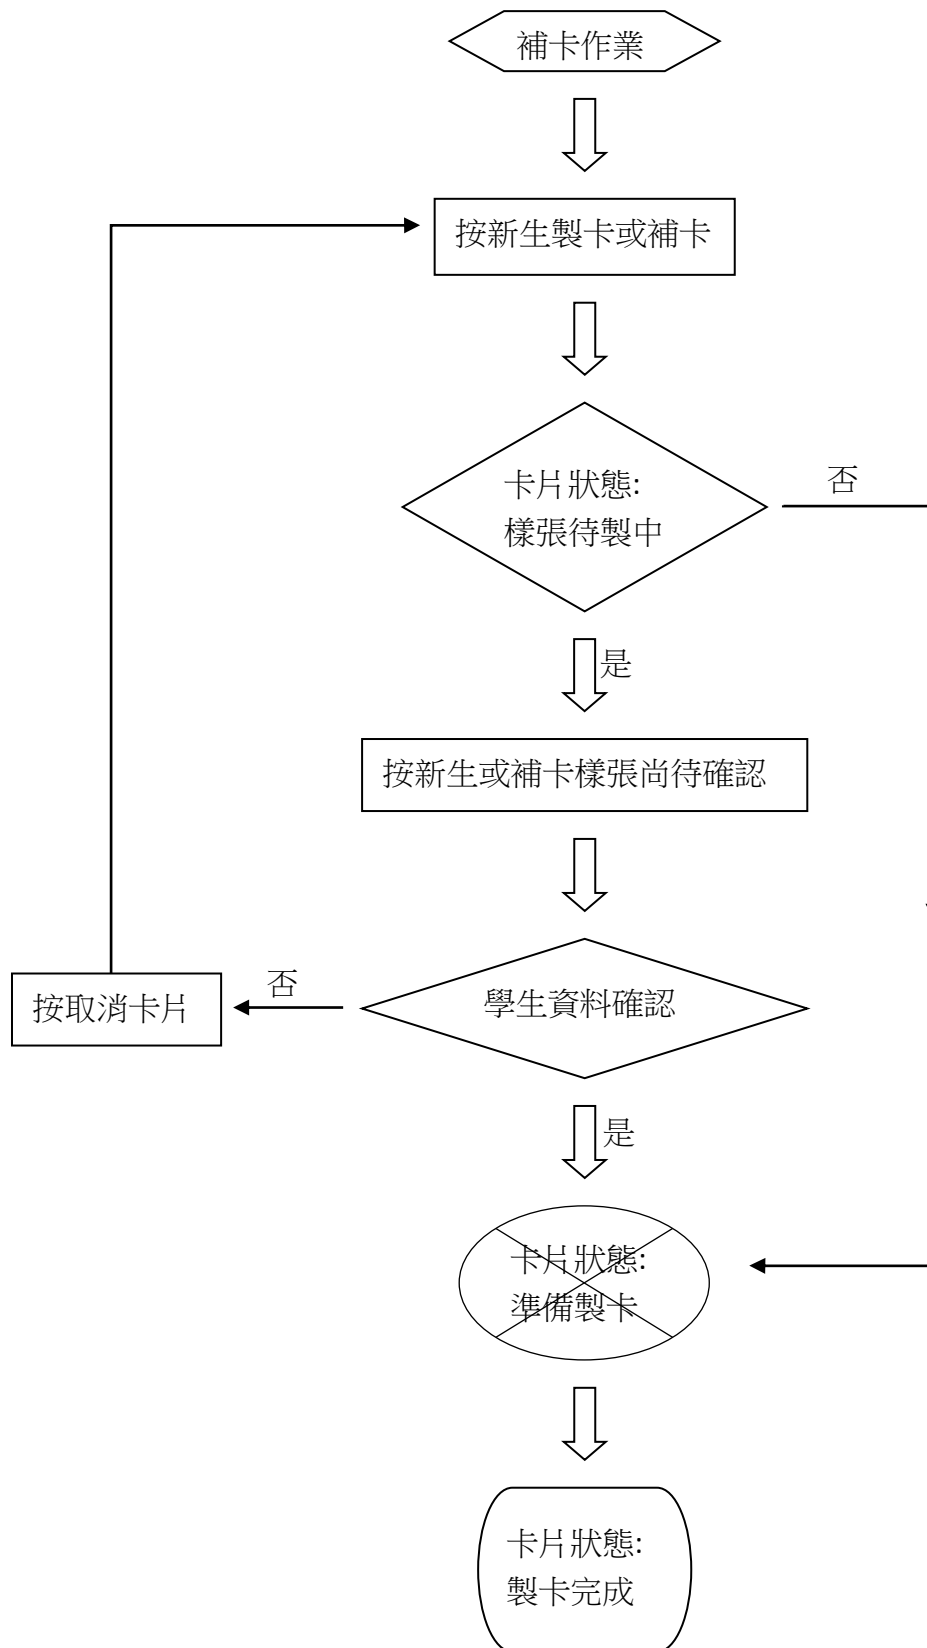 補卡作業
按新生製卡或補卡
卡片狀態:
樣張待製中
否
是
按新生或補卡樣張尚待確認
學生資料確認
否
按取消卡片
是
卡片狀態:
準備製卡
卡片狀態:
製卡完成